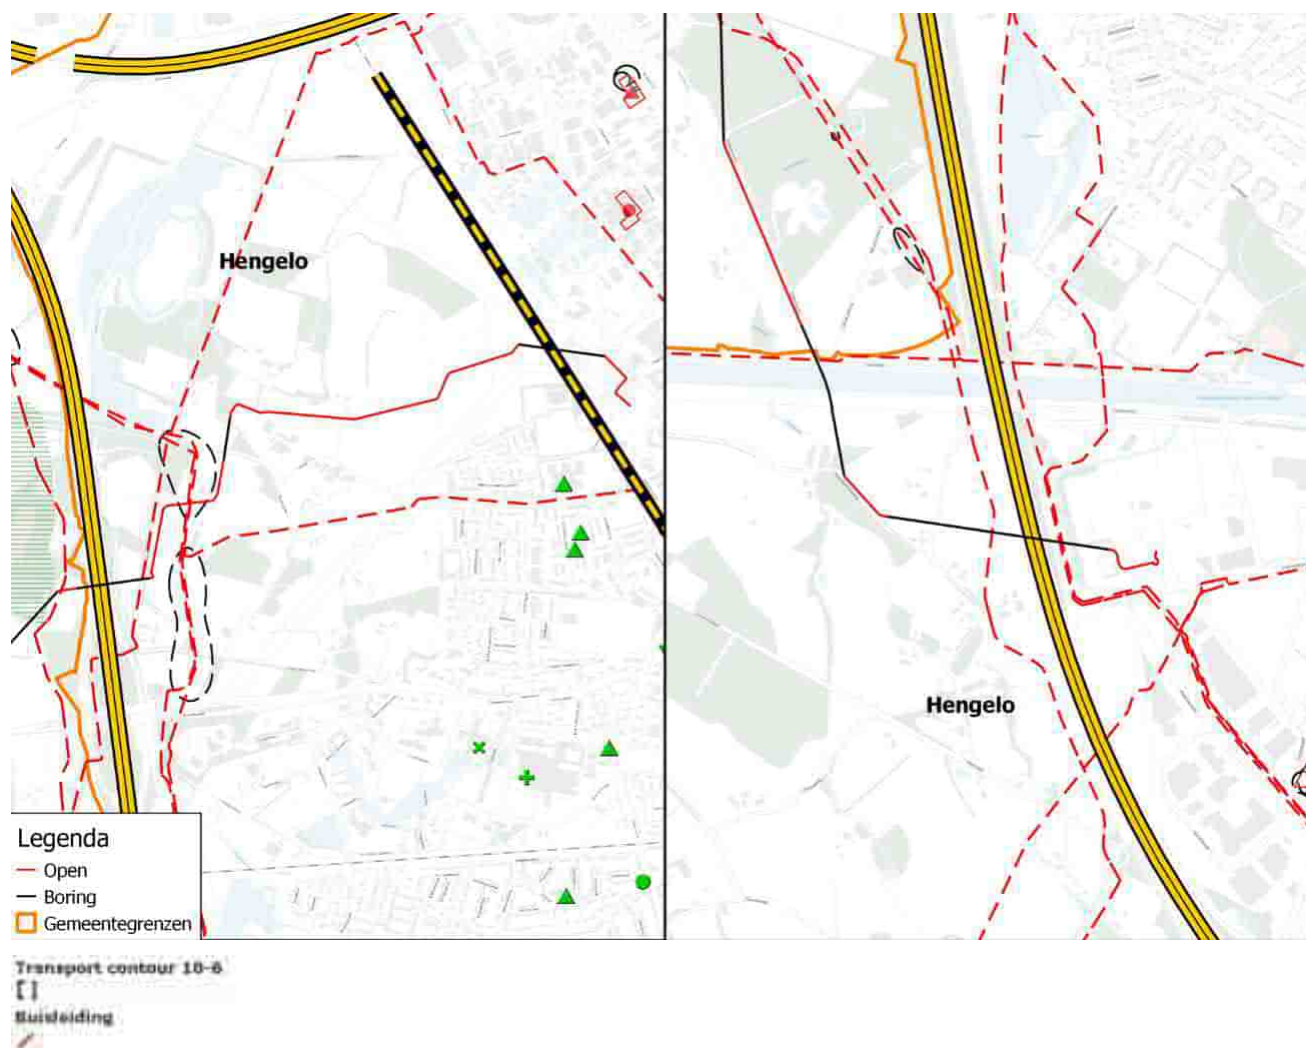 Hengelo
Hengelo
Legenda
Open
Boring
Gemeentegrenzen
Transport contour 10-6
Buisleiding